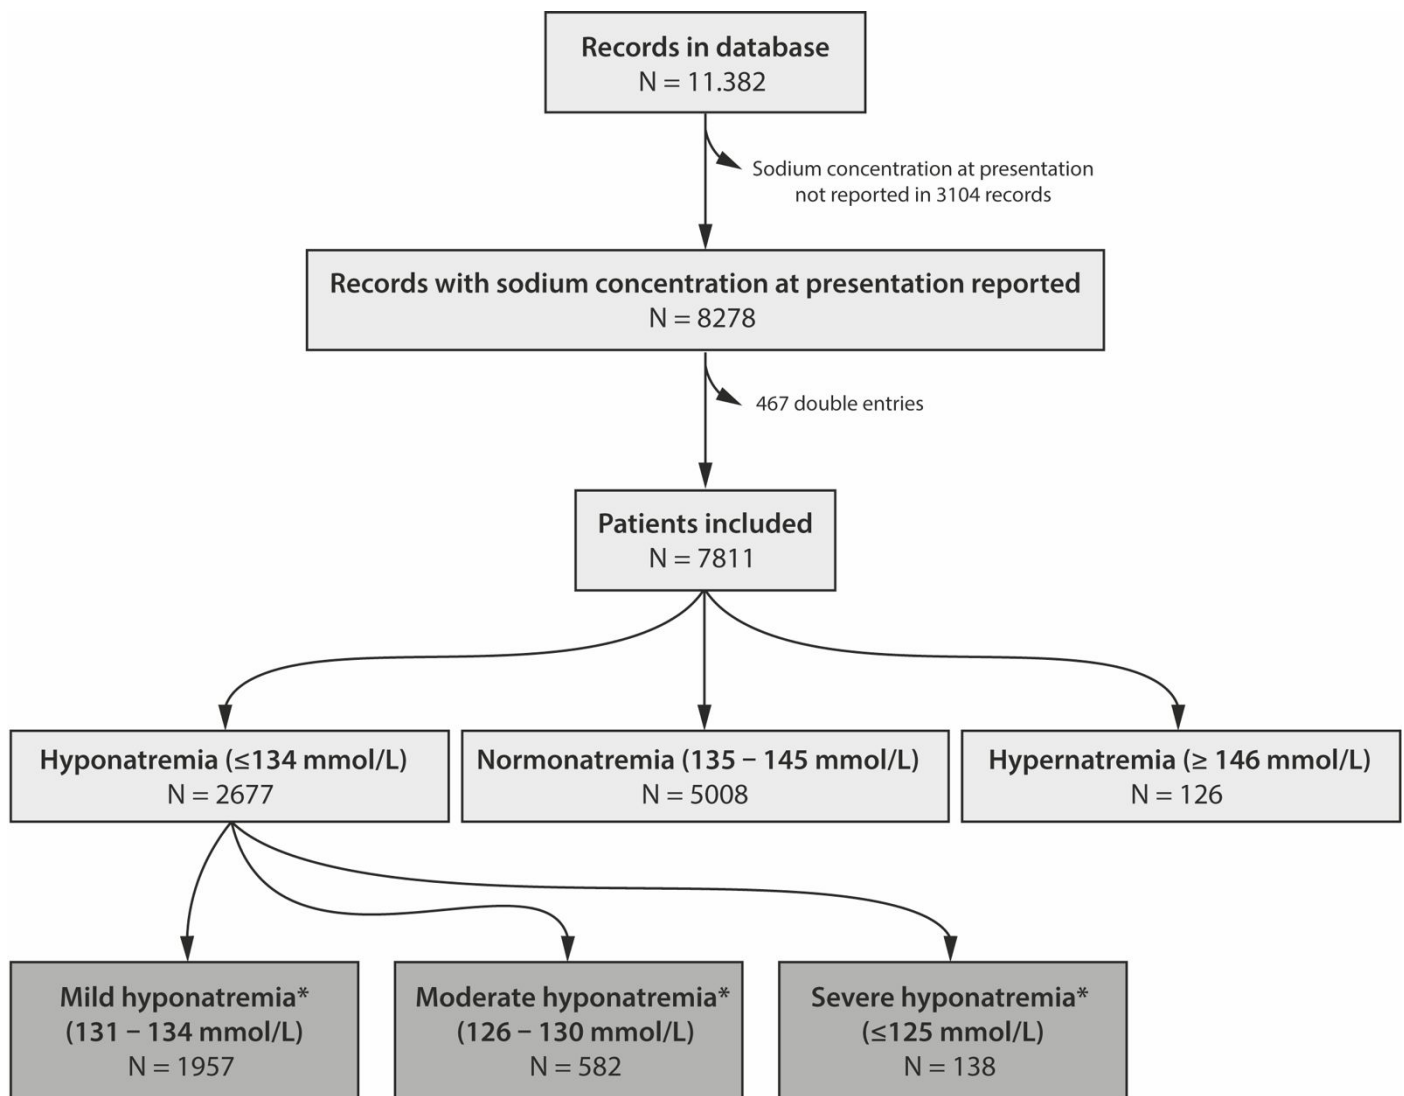 Records in database
N = 11.382
Sodium concentration at presentation
not reported in 3104 records
Records with sodium concentration at presentation reported
N = 8278
467 double entries
Patients included
N = 7811
Hyponatremia (≤134 mmol/L)
N = 2677
Normonatremia (135 – 145 mmol/L)
N = 5008
Hypernatremia (≥ 146 mmol/L)
N = 126
Mild hyponatremia*
(131 – 134 mmol/L)
N = 1957
Moderate hyponatremia*
(126 – 130 mmol/L)
N = 582
Severe hyponatremia*
(≤125 mmol/L)
N = 138